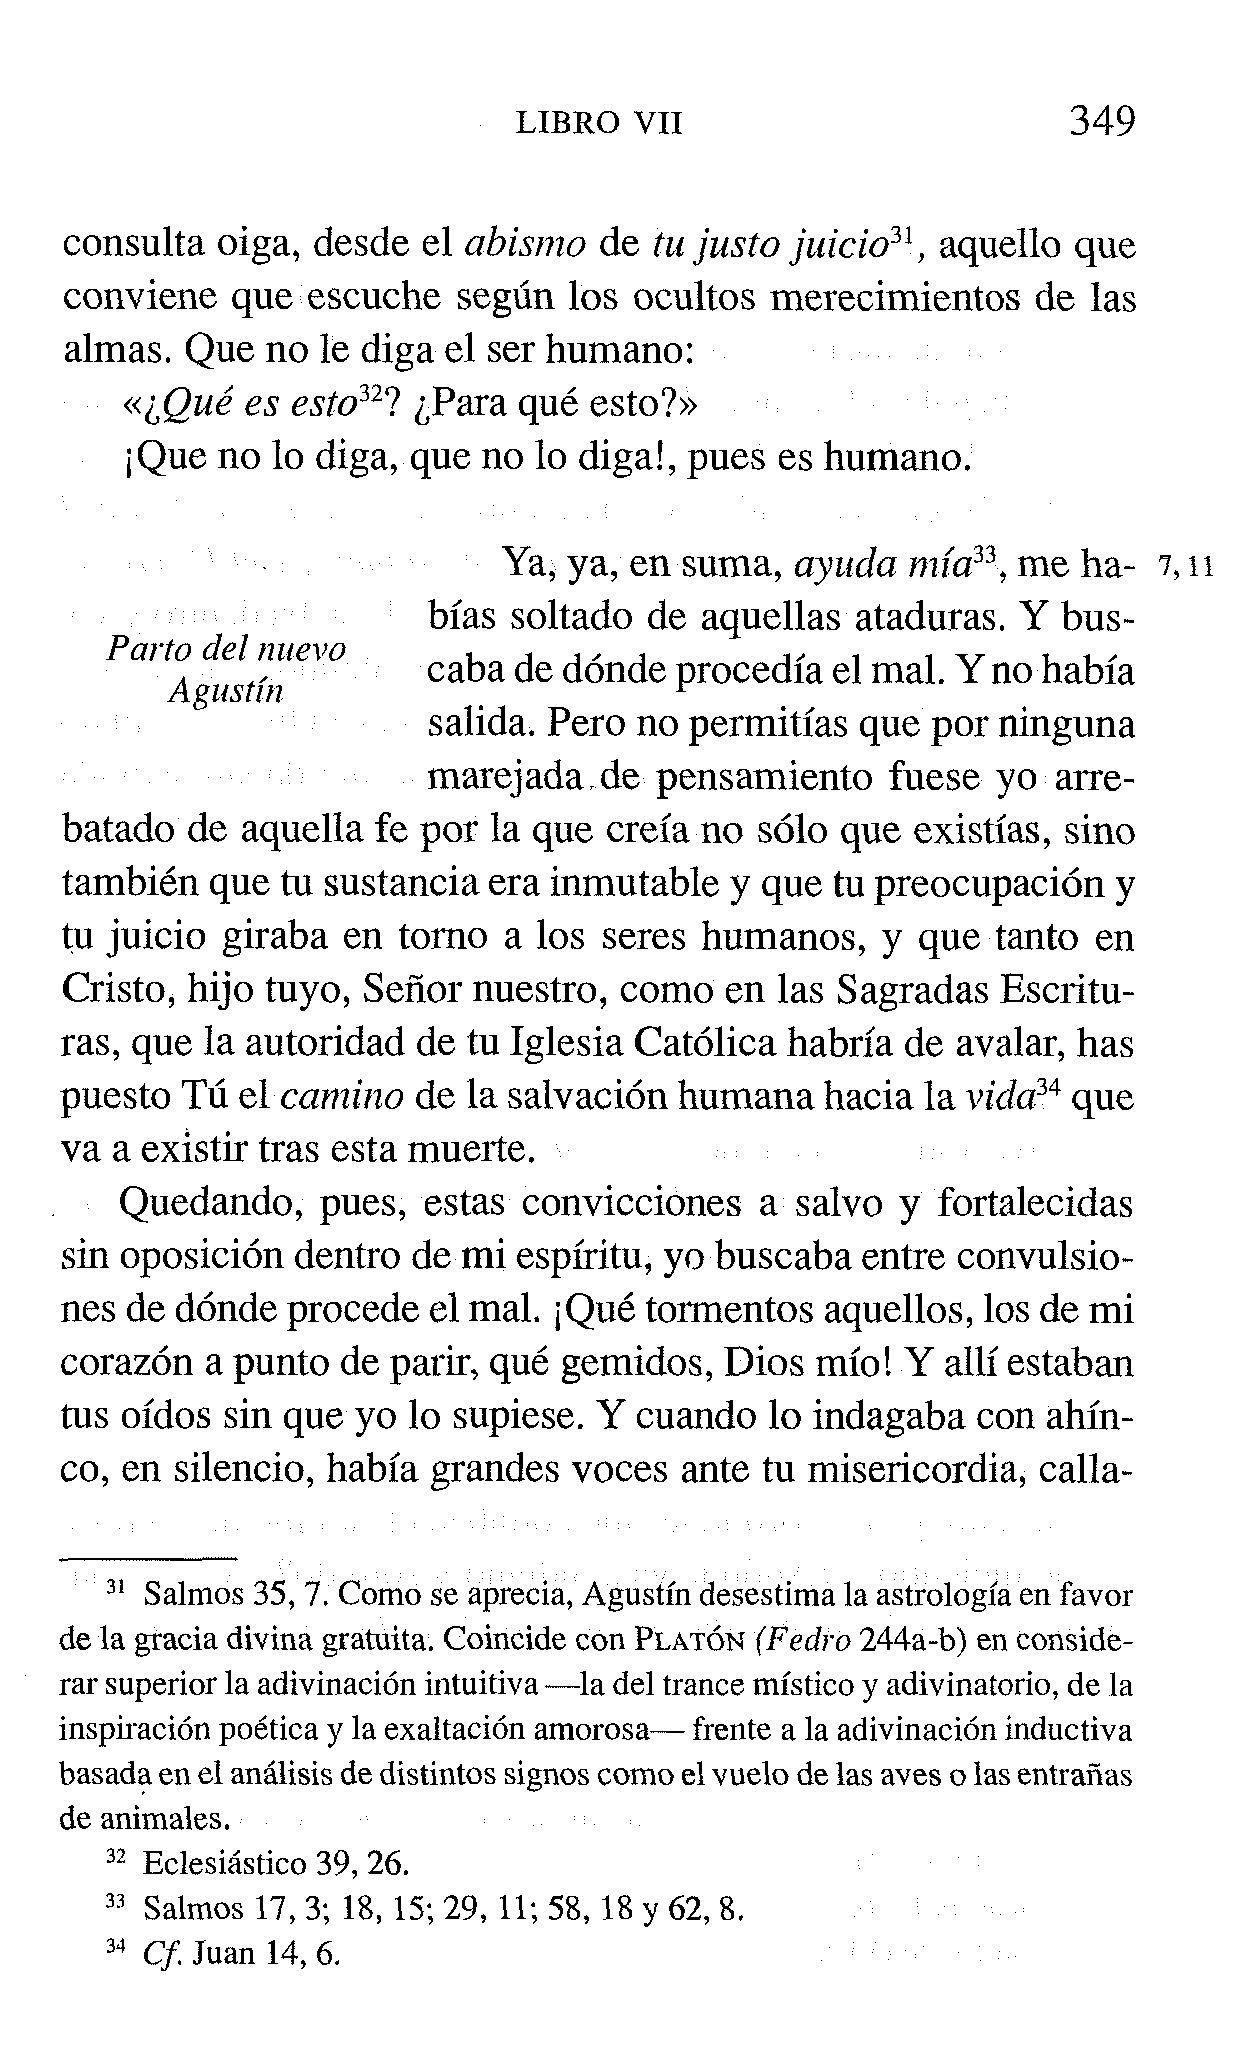 LIBRO VII 349
consulta oiga, desde el abismo de tu justo juicio³¹, aquello que
conviene que escuche según los ocultos merecimientos de las
almas. Que no le diga el ser humano:
«¿Qué es esto³²? ¿Para qué esto?»
¡Que no lo diga, que no lo diga!, pues es humano.
Ya, ya, en suma, ayuda mía³³, me ha- 7, 11
bías soltado de aquellas ataduras. Y bus-
Parto del nuevo
Agustín
caba de dónde procedía el mal. Y no había
salida. Pero no permitías que por ninguna
marejada de pensamiento fuese yo arre-
batado de aquella fe por la que creía no sólo que existías, sino
también que tu sustancia era inmutable y que tu preocupación y
tu juicio giraba en torno a los seres humanos, y que tanto en
Cristo, hijo tuyo, Señor nuestro, como en las Sagradas Escritu-
ras, que la autoridad de tu Iglesia Católica habría de avalar, has
puesto Tú el camino de la salvación humana hacia la vida³⁴ que
va a existir tras esta muerte.
Quedando, pues, estas convicciones a salvo y fortalecidas
sin oposición dentro de mi espíritu, yo buscaba entre convulsio-
nes de dónde procede el mal. ¡Qué tormentos aquellos, los de mi
corazón a punto de parir, qué gemidos, Dios mío! Y allí estaban
tus oídos sin que yo lo supiese. Y cuando lo indagaba con ahín-
co, en silencio, había grandes voces ante tu misericordia, calla-
³¹ Salmos 35, 7. Como se aprecia, Agustín desestima la astrología en favor
de la gracia divina gratuita. Coincide con PLATÓN (Fedro 244a-b) en conside-
rar superior la adivinación intuitiva —la del trance místico y adivinatorio, de la
inspiración poética y la exaltación amorosa— frente a la adivinación inductiva
basada en el análisis de distintos signos como el vuelo de las aves o las entrañas
de animales.
³² Eclesiástico 39, 26.
³³ Salmos 17, 3; 18, 15; 29, 11; 58, 18 y 62, 8.
³⁴ Cf. Juan 14, 6.